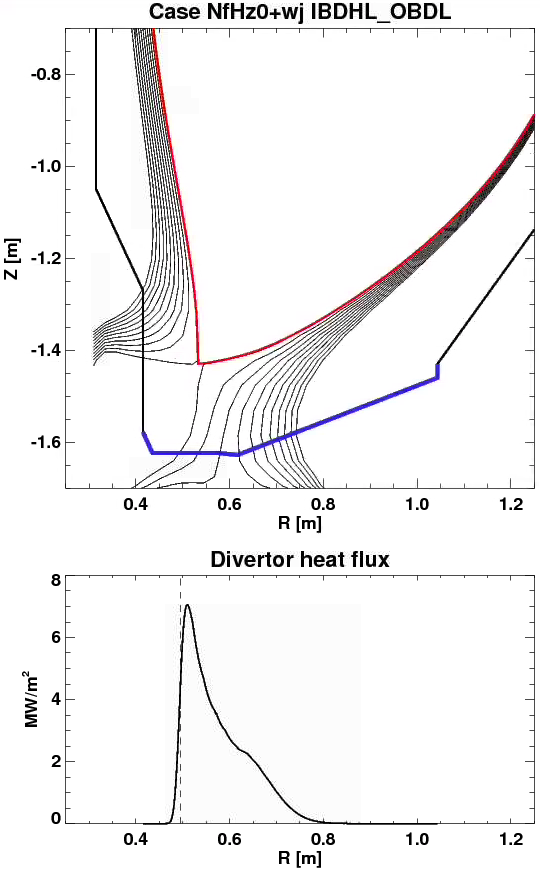 Case NfHz0+wj IBDHL_OBDL
-0.8
-1.0
-1.2
-1.4
-1.6
Z [m]
0.4 0.6 0.8 1.0 1.2
R [m]
Divertor heat flux
8
6
4
2
0
MW/m²
0.4 0.6 0.8 1.0 1.2
R [m]